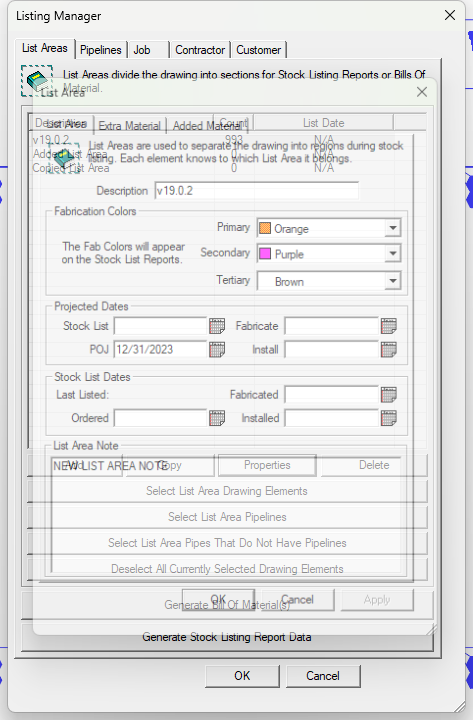 Listing Manager
List Areas Pipelines Job Contractor Customer
List Areas divide the drawing into sections for Stock Listing Reports or Bills Of
Material.
List Area
Description Count List Date
v19.0.2 993 N/A
Added List Area N/A
Copied List Area 0 N/A
List Area Extra Material Added Material
List Areas are used to separate the drawing into regions during stock
listing. Each element knows to which List Area it belongs.
Description v19.0.2
Fabrication Colors
The Fab Colors will appear
on the Stock List Reports.
Primary Orange
Secondary Purple
Tertiary Brown
Projected Dates
Stock List Fabricate
POJ 12/31/2023 Install
Stock List Dates
Last Listed: Fabricated
Ordered Installed
List Area Note
NEW LIST AREA NOTE
Copy Properties Delete
Select List Area Drawing Elements
Select List Area Pipelines
Select List Area Pipes That Do Not Have Pipelines
Deselect All Currently Selected Drawing Elements
OK Cancel Apply
Generate Bill Of Material(s)
Generate Stock Listing Report Data
OK Cancel